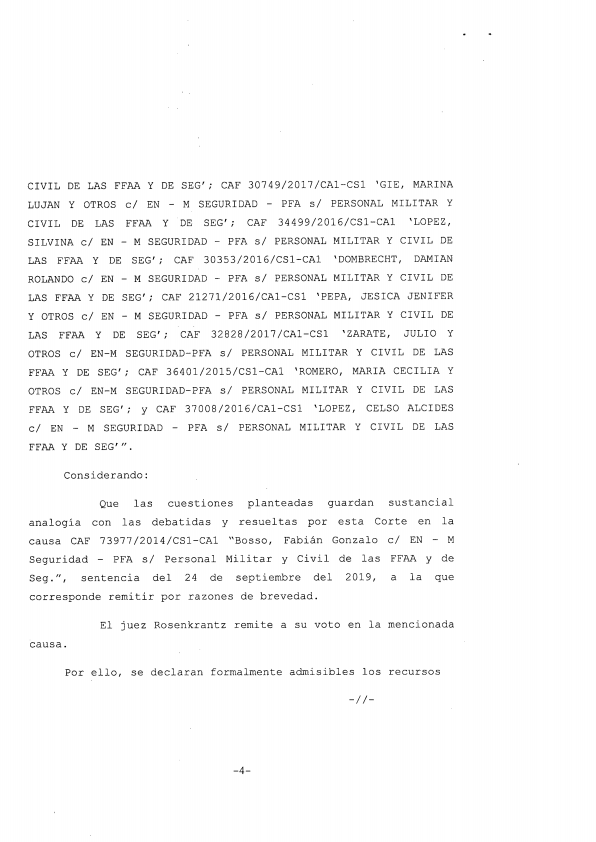 CIVIL DE LAS FFAA Y DE SEG'; CAF 30749/2017/CA1-CS1 'GIE, MARINA
LUJAN Y OTROS c/ EN - M SEGURIDAD - PFA s/ PERSONAL MILITAR Y
CIVIL DE LAS FFAA Y DE SEG'; CAF 34499/2016/CS1-CA1 'LOPEZ,
SILVINA c/ EN - M SEGURIDAD - PFA s/ PERSONAL MILITAR Y CIVIL DE
LAS FFAA Y DE SEG'; CAF 30353/2016/CS1-CA1 'DOMBRECHT, DAMIAN
ROLANDO c/ EN - M SEGURIDAD - PFA s/ PERSONAL MILITAR Y CIVIL DE
LAS FFAA Y DE SEG'; CAF 21271/2016/CA1-CS1 'PEPA, JESICA JENIFER
Y OTROS c/ EN - M SEGURIDAD - PFA s/ PERSONAL MILITAR Y CIVIL DE
LAS FFAA Y DE SEG'; CAF 32828/2017/CA1-CS1 'ZARATE, JULIO Y
OTROS c/ EN-M SEGURIDAD-PFA s/ PERSONAL MILITAR Y CIVIL DE LAS
FFAA Y DE SEG'; CAF 36401/2015/CS1-CA1 'ROMERO, MARIA CECILIA Y
OTROS c/ EN-M SEGURIDAD-PFA s/ PERSONAL MILITAR Y CIVIL DE LAS
FFAA Y DE SEG'; y CAF 37008/2016/CA1-CS1 'LOPEZ, CELSO ALCIDES
c/ EN - M SEGURIDAD - PFA s/ PERSONAL MILITAR Y CIVIL DE LAS
FFAA Y DE SEG'".
Considerando:
Que las cuestiones planteadas guardan sustancial
analogía con las debatidas y resueltas por esta Corte en la
causa CAF 73977/2014/CS1-CA1 "Bosso, Fabián Gonzalo c/ EN - M
Seguridad - PFA s/ Personal Militar y Civil de las FFAA y de
Seg.", sentencia del 24 de septiembre del 2019, a la que
corresponde remitir por razones de brevedad.
El juez Rosenkrantz remite a su voto en la mencionada
causa.
Por ello, se declaran formalmente admisibles los recursos
-//-
-4-